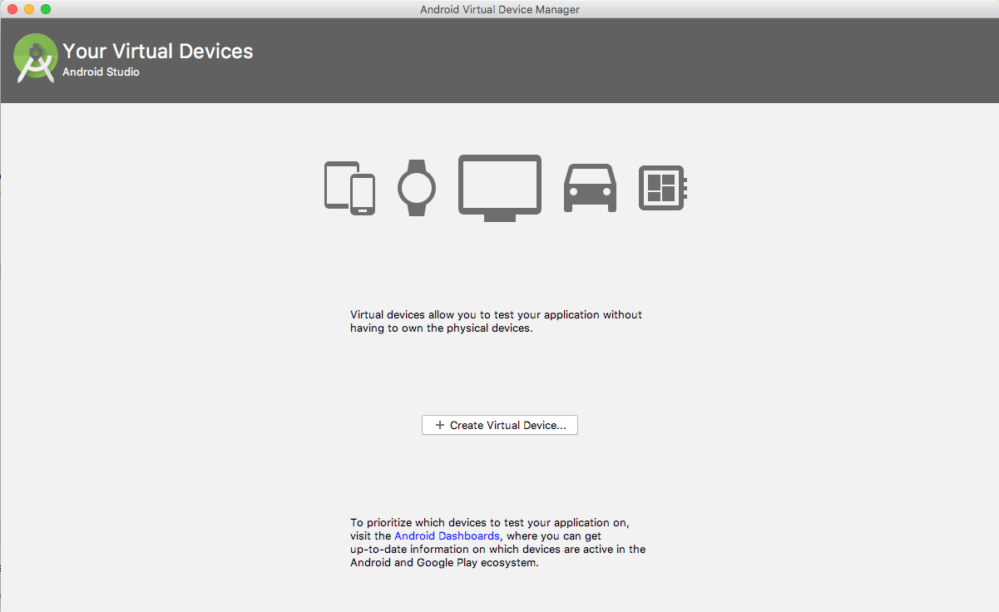 Android Virtual Device Manager
Your Virtual Devices
Android Studio
Virtual devices allow you to test your application without
having to own the physical devices.
+ Create Virtual Device...
To prioritize which devices to test your application on,
visit the Android Dashboards, where you can get
up-to-date information on which devices are active in the
Android and Google Play ecosystem.